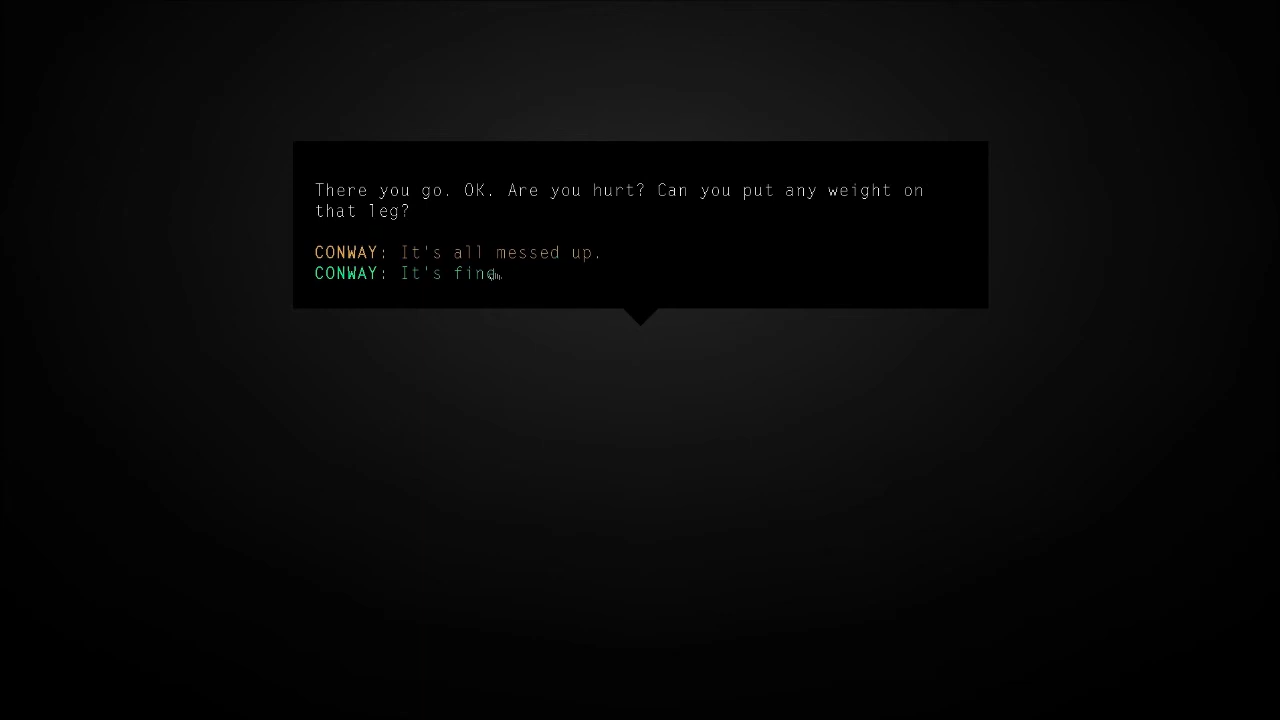 There you go. OK. Are you hurt? Can you put any weight on
that leg?
CONWAY: It's all messed up.
CONWAY: It's fine.